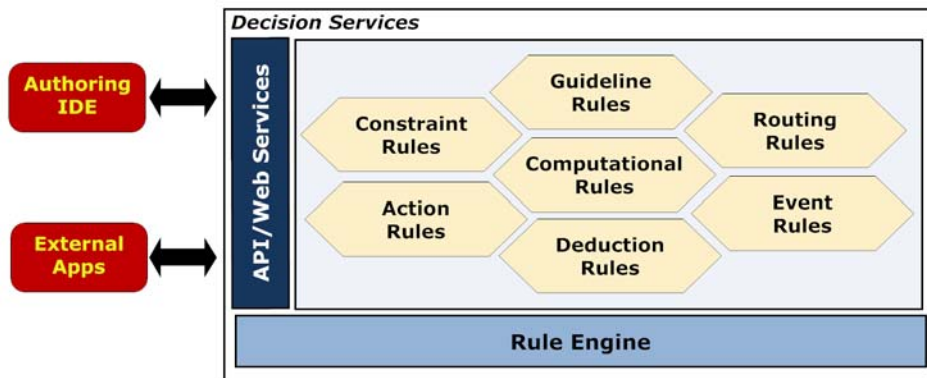 Decision Services
Authoring
IDE
External
Apps
API/Web Services
Guideline
Rules
Constraint
Rules
Routing
Rules
Computational
Rules
Action
Rules
Event
Rules
Deduction
Rules
Rule Engine